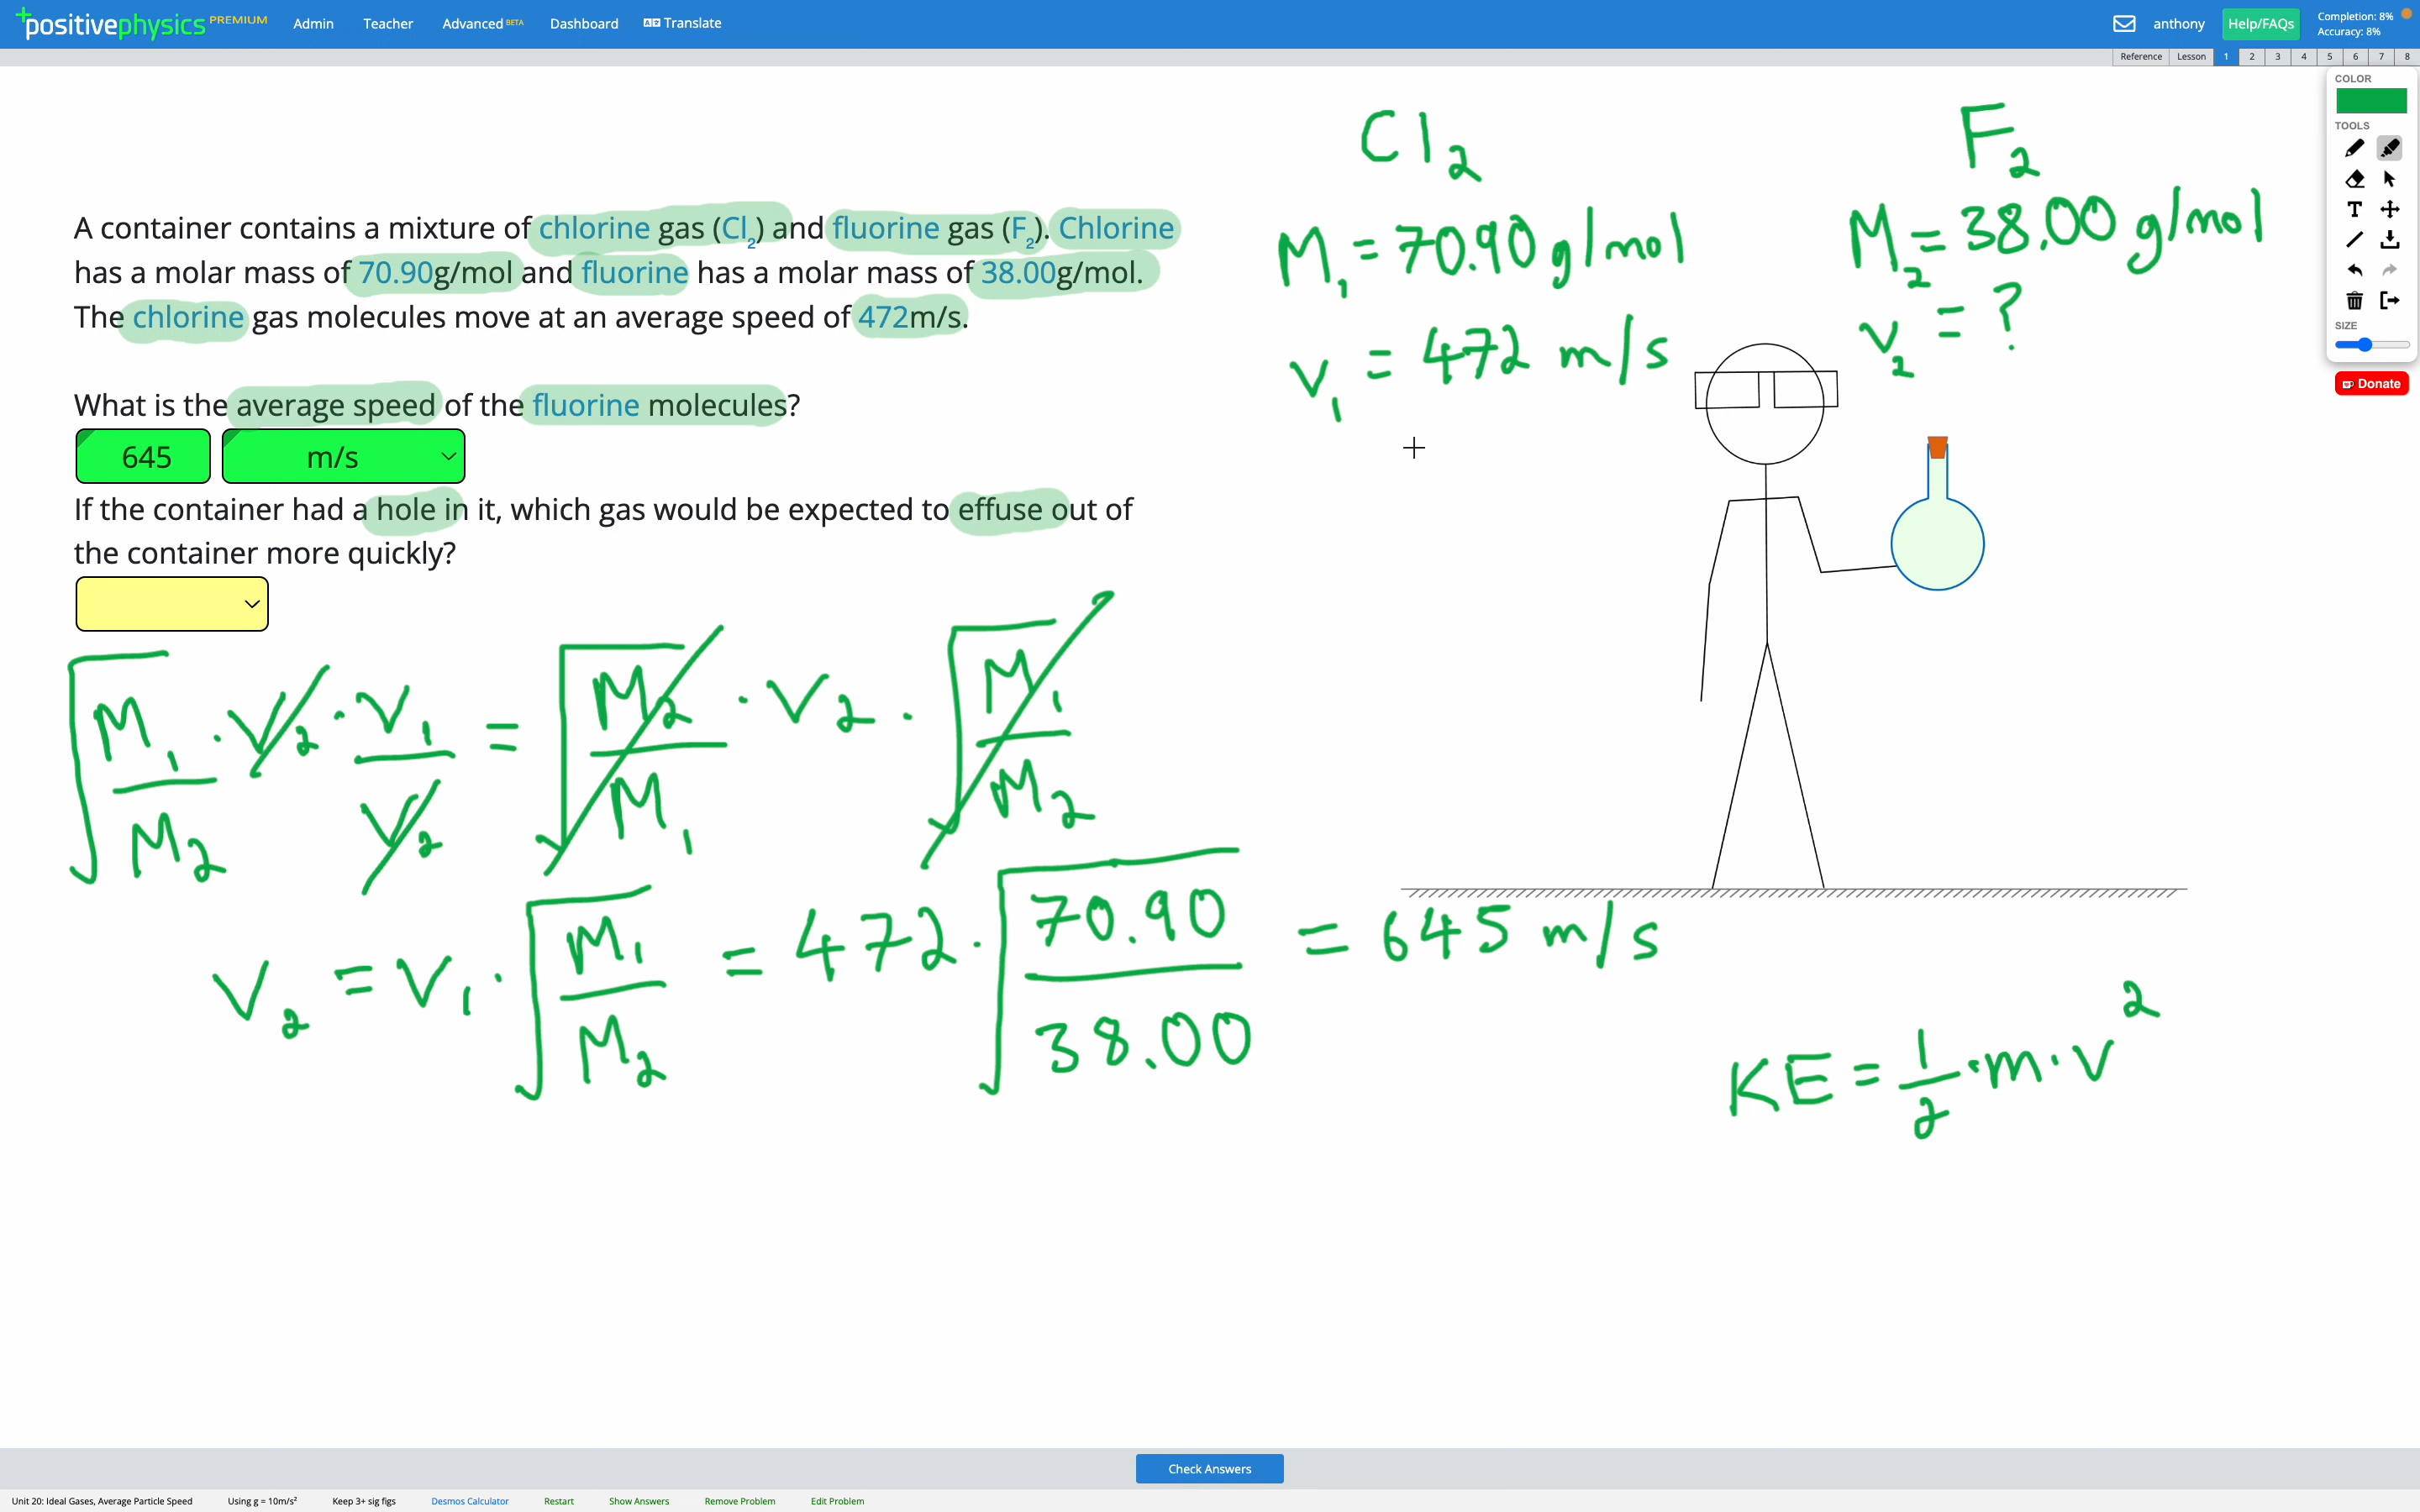 positivephysics PREMIUM Admin Teacher Advanced BETA Dashboard Translate anthony Help/FAQs Completion: 8%
Accuracy: 8%
Reference Lesson 1 2 3 4 5 6 7 8
COLOR
TOOLS
T
SIZE
Donate
A container contains a mixture of chlorine gas (Cl₂) and fluorine gas (F₂). Chlorine
has a molar mass of 70.90g/mol and fluorine has a molar mass of 38.00g/mol.
The chlorine gas molecules move at an average speed of 472m/s.
What is the average speed of the fluorine molecules?
645 m/s
If the container had a hole in it, which gas would be expected to effuse out of
the container more quickly?
Cl₂
M₁ = 70.90 g/mol
v₁ = 472 m/s
F₂
M₂ = 38.00 g/mol
v₂ = ?
√(M₁/M₂) · v₂ · v₁/v₂ = √(M₂/M₁) · v₂ · √(M₁/M₂)
v₂ = v₁ · √(M₁/M₂) = 472 · √(70.90/38.00) = 645 m/s
KE = 1/2 · m · v²
Check Answers
Unit 20: Ideal Gases, Average Particle Speed Using g = 10m/s² Keep 3+ sig figs Desmos Calculator Restart Show Answers Remove Problem Edit Problem